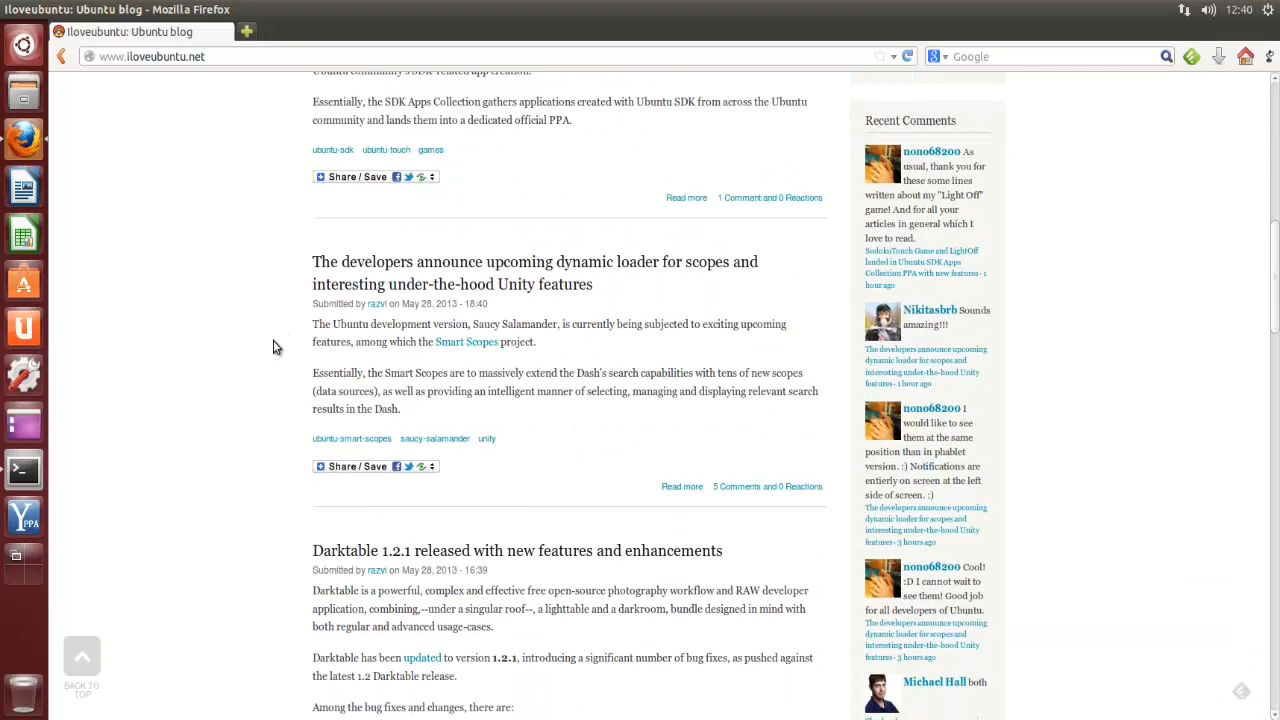 Iloveubuntu: Ubuntu blog - Mozilla Firefox
12:40
Iloveubuntu: Ubuntu blog
www.iloveubuntu.net
Google
Essentially, the SDK Apps Collection gathers applications created with Ubuntu SDK from across the Ubuntu
community and lands them into a dedicated official PPA.
ubuntu-sdk ubuntu-touch games
Share / Save
Read more 1 Comment and 0 Reactions
The developers announce upcoming dynamic loader for scopes and
interesting under-the-hood Unity features
Submitted by razvi on May 28, 2013 - 18:40
The Ubuntu development version, Saucy Salamander, is currently being subjected to exciting upcoming
features, among which the Smart Scopes project.
Essentially, the Smart Scopes are to massively extend the Dash's search capabilities with tens of new scopes
(data sources), as well as providing an intelligent manner of selecting, managing and displaying relevant search
results in the Dash.
ubuntu-smart-scopes saucy-salamander unity
Share / Save
Read more 5 Comments and 0 Reactions
Darktable 1.2.1 released with new features and enhancements
Submitted by razvi on May 28, 2013 - 16:39
Darktable is a powerful, complex and effective free open-source photography workflow and RAW developer
application, combining,--under a singular roof--, a lighttable and a darkroom, bundle designed in mind with
both regular and advanced usage-cases.
Darktable has been updated to version 1.2.1, introducing a significant number of bug fixes, as pushed against
the latest 1.2 Darktable release.
Among the bug fixes and changes, there are:
Recent Comments
nono68200 As
usual, thank you for
these some lines
written about my "Light Off"
game! And for all your
articles in general which I
love to read.
SudokuTouch Game and LightOff
landed in Ubuntu SDK Apps
Collection PPA with new features · 1
hour ago
Nikitasbrb Sounds
amazing!!!
The developers announce upcoming
dynamic loader for scopes and
interesting under-the-hood Unity
features · 1 hour ago
nono68200 I
would like to see
them at the same
position than in phablet
version. :) Notifications are
entierly on screen at the left
side of screen. :)
The developers announce upcoming
dynamic loader for scopes and
interesting under-the-hood Unity
features · 3 hours ago
nono68200 Cool!
:D I cannot wait to
see them! Good job
for all developers of Ubuntu.
The developers announce upcoming
dynamic loader for scopes and
interesting under-the-hood Unity
features · 3 hours ago
Michael Hall both
BACK TO
TOP
PPA